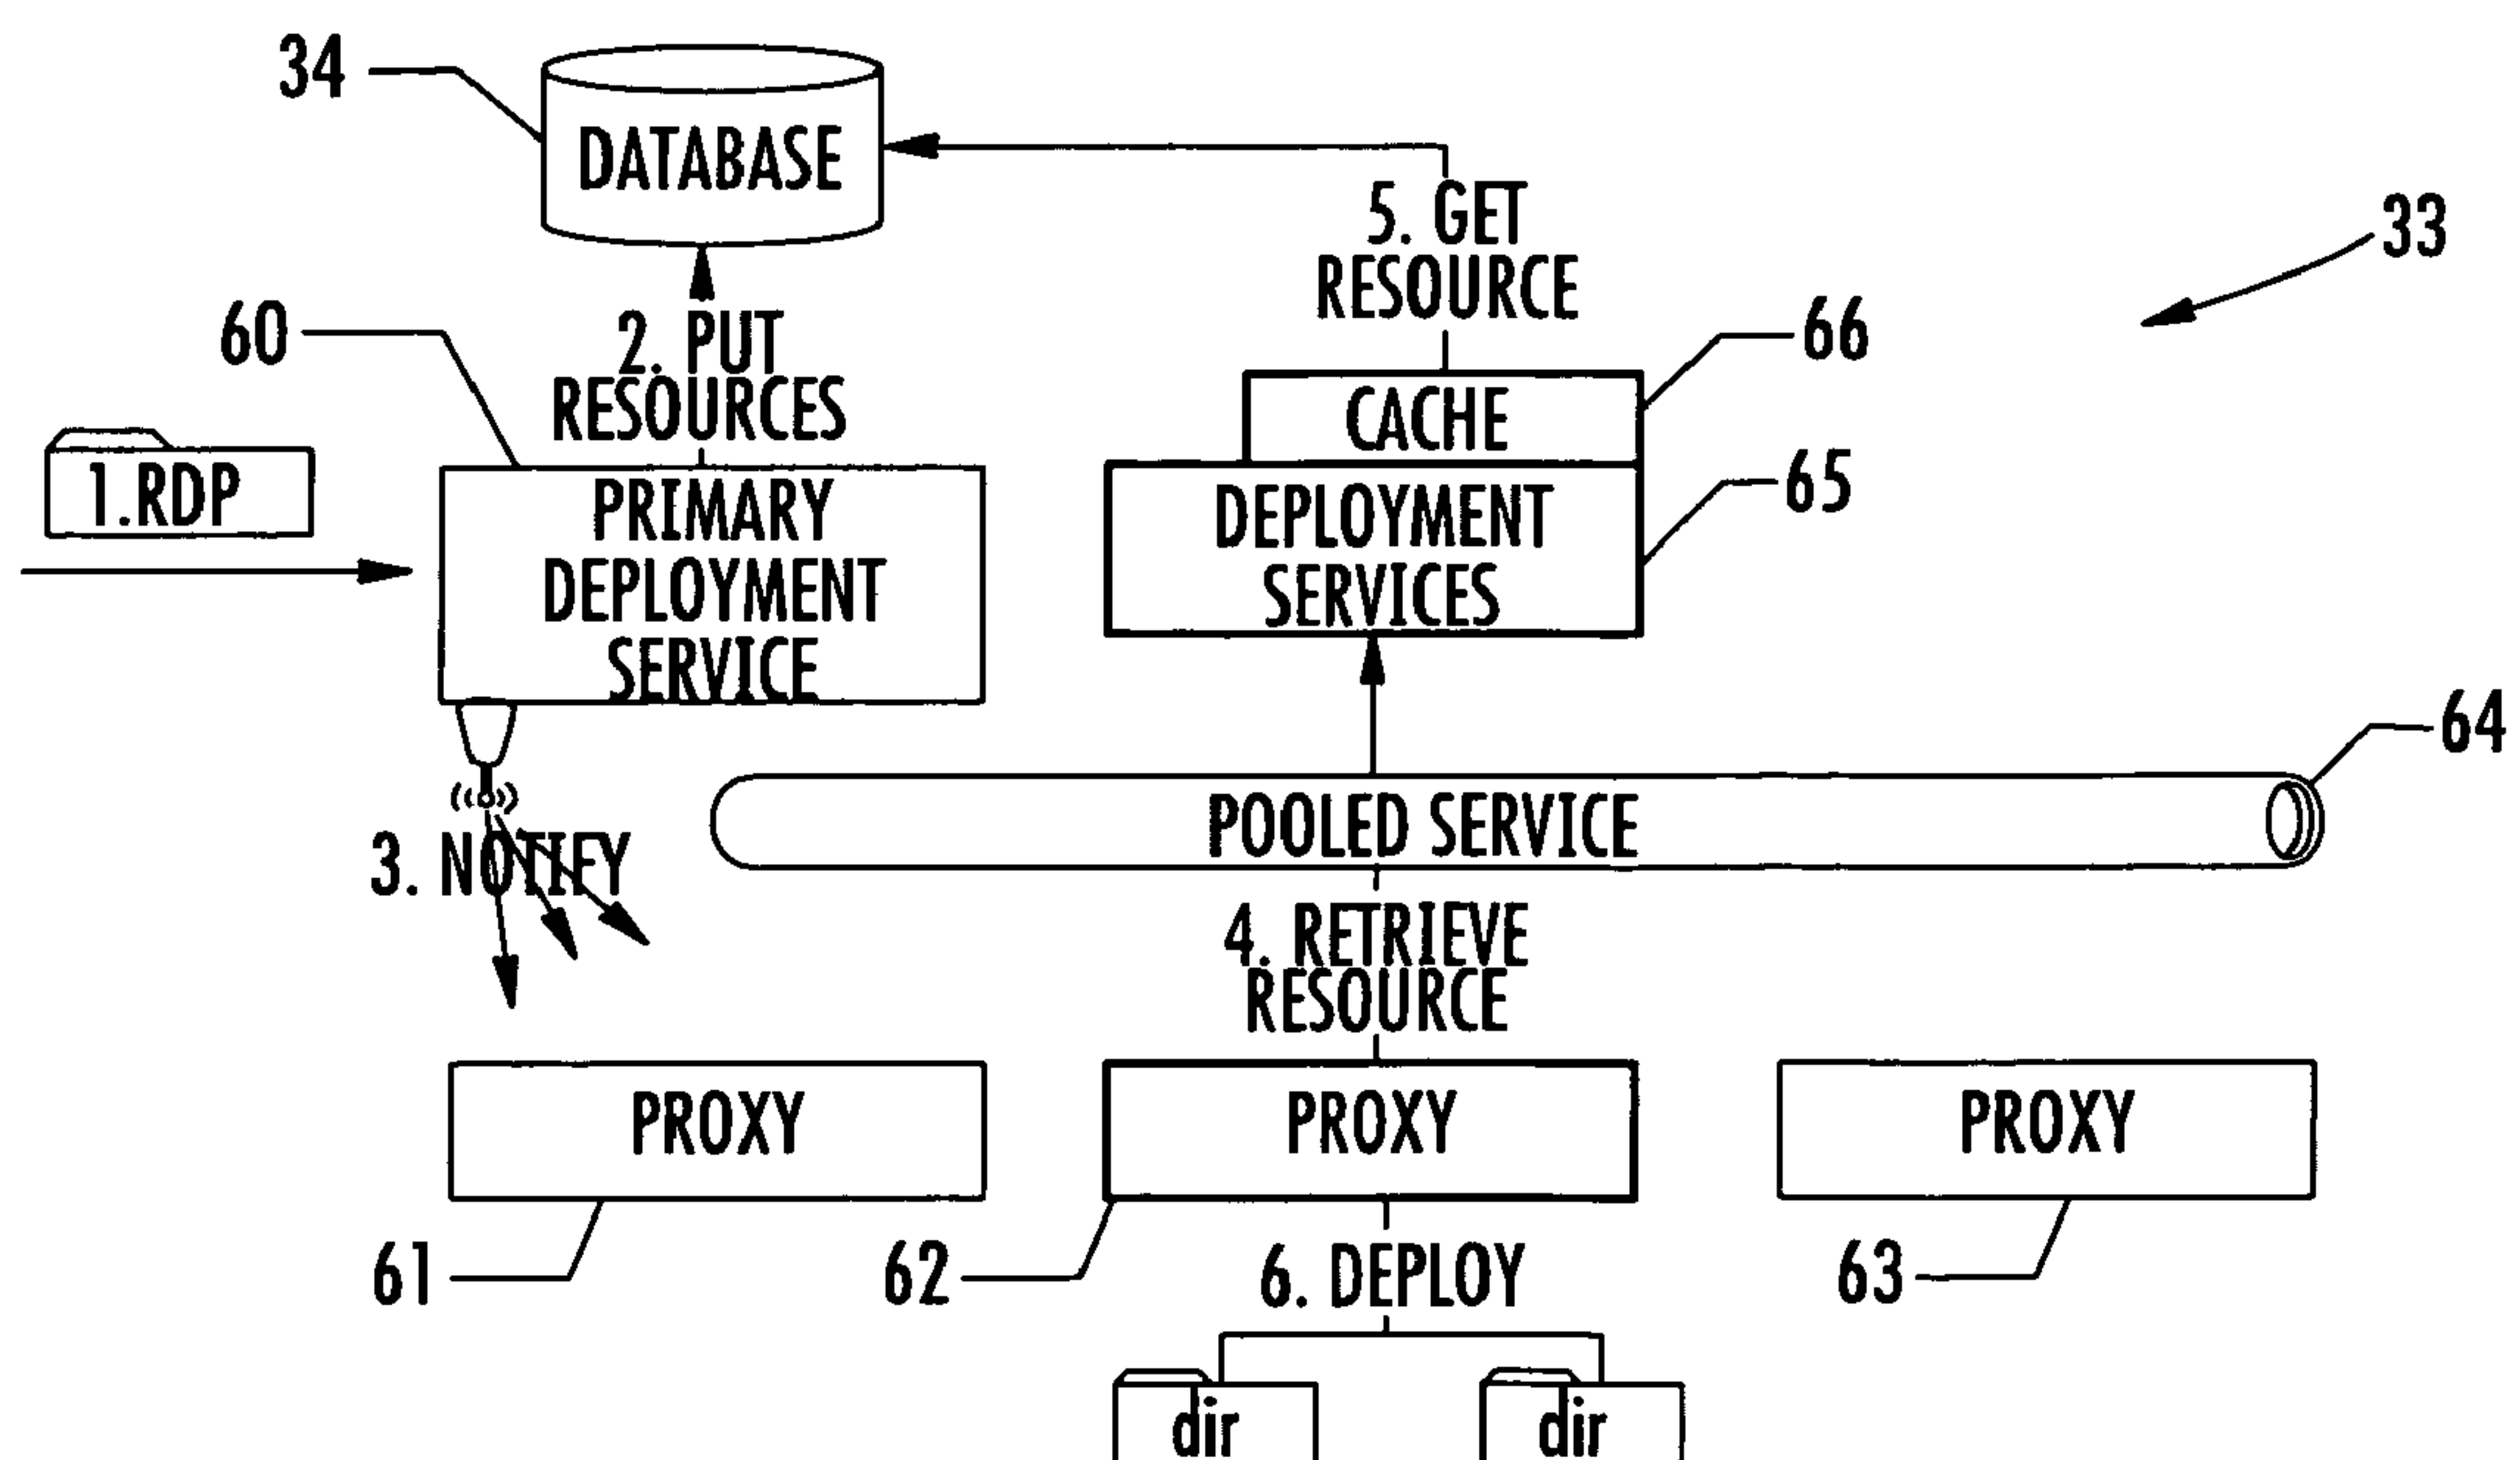 34
DATABASE
5. GET
RESOURCE
33
60
2. PUT
RESOURCES
66
CACHE
1.RDP
PRIMARY
DEPLOYMENT
SERVICE
65
DEPLOYMENT
SERVICES
64
POOLED SERVICE
3. NOTIFY
4. RETRIEVE
RESOURCE
PROXY
PROXY
PROXY
61
62
6. DEPLOY
63
dir
dir